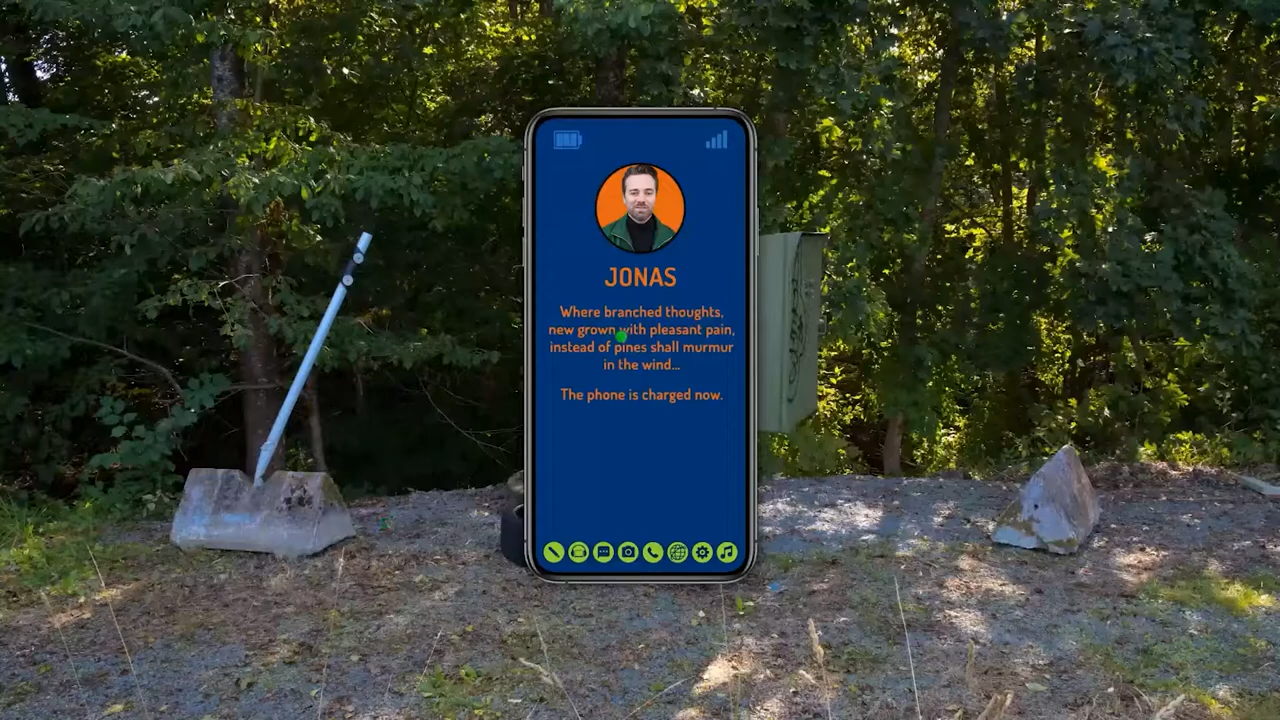 JONAS
Where branched thoughts,
new grown with pleasant pain,
instead of pines shall murmur
in the wind...
The phone is charged now.